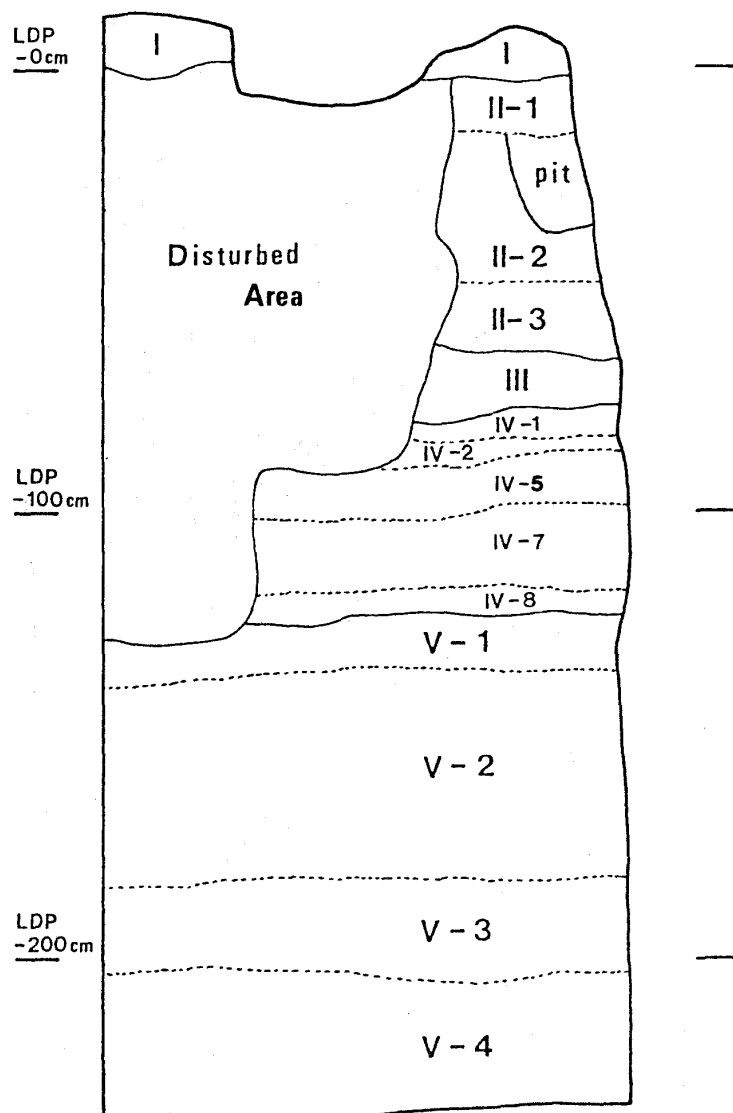 LDP
-0cm
I
I
II-1
pit
Disturbed
Area
II-2
II-3
III
IV-1
IV-2
LDP
-100cm
IV-5
IV-7
IV-8
V-1
V-2
LDP
-200cm
V-3
V-4